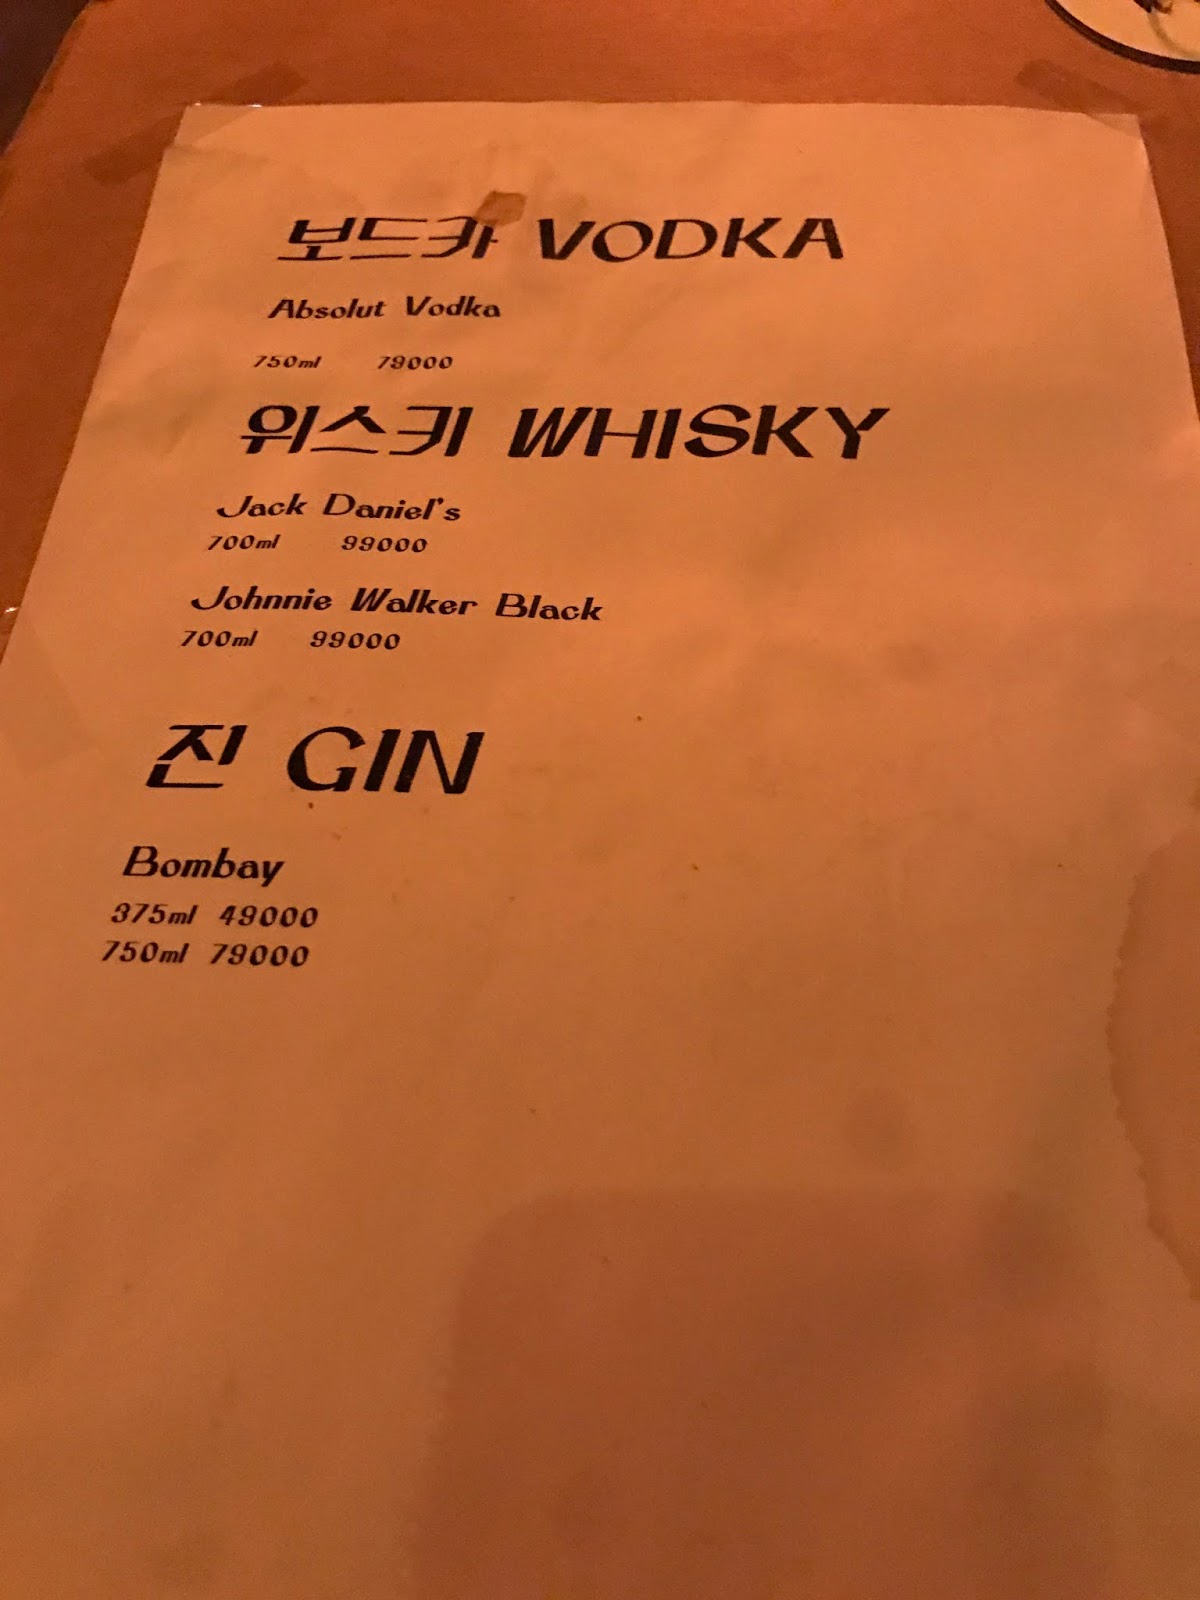 보드카 VODKA
Absolut Vodka
750ml 79000
위스키 WHISKY
Jack Daniel's
700ml 99000
Johnnie Walker Black
700ml 99000
진 GIN
Bombay
375ml 49000
750ml 79000